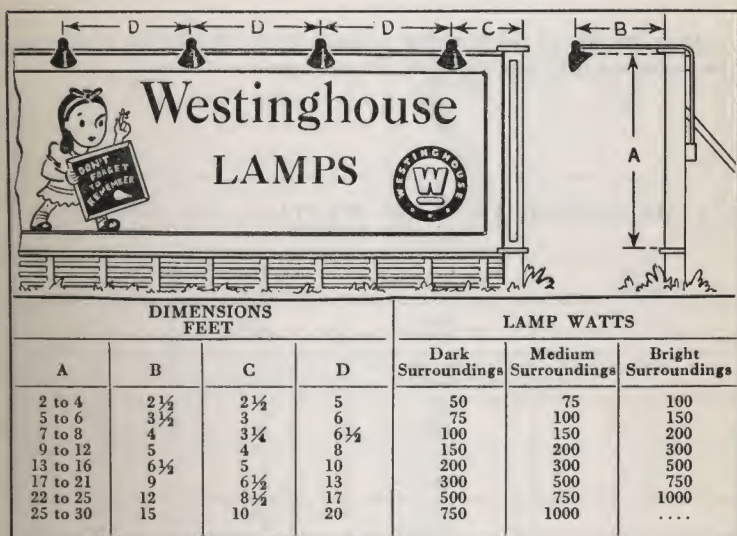 D D D C B
Westinghouse
LAMPS
A
DON'T
FORGET
TO
REMEMBER
WESTINGHOUSE
W
DIMENSIONS
FEET
LAMP WATTS
A B C D Dark Surroundings Medium Surroundings Bright Surroundings
2 to 4 2½ 2½ 5 50 75 100
5 to 6 3½ 3 6 75 100 150
7 to 8 4 3¼ 6½ 100 150 200
9 to 12 5 4 8 150 200 300
13 to 16 6½ 5 10 200 300 500
17 to 21 9 6½ 13 300 500 750
22 to 25 12 8½ 17 500 750 1000
25 to 30 15 10 20 750 1000 ....